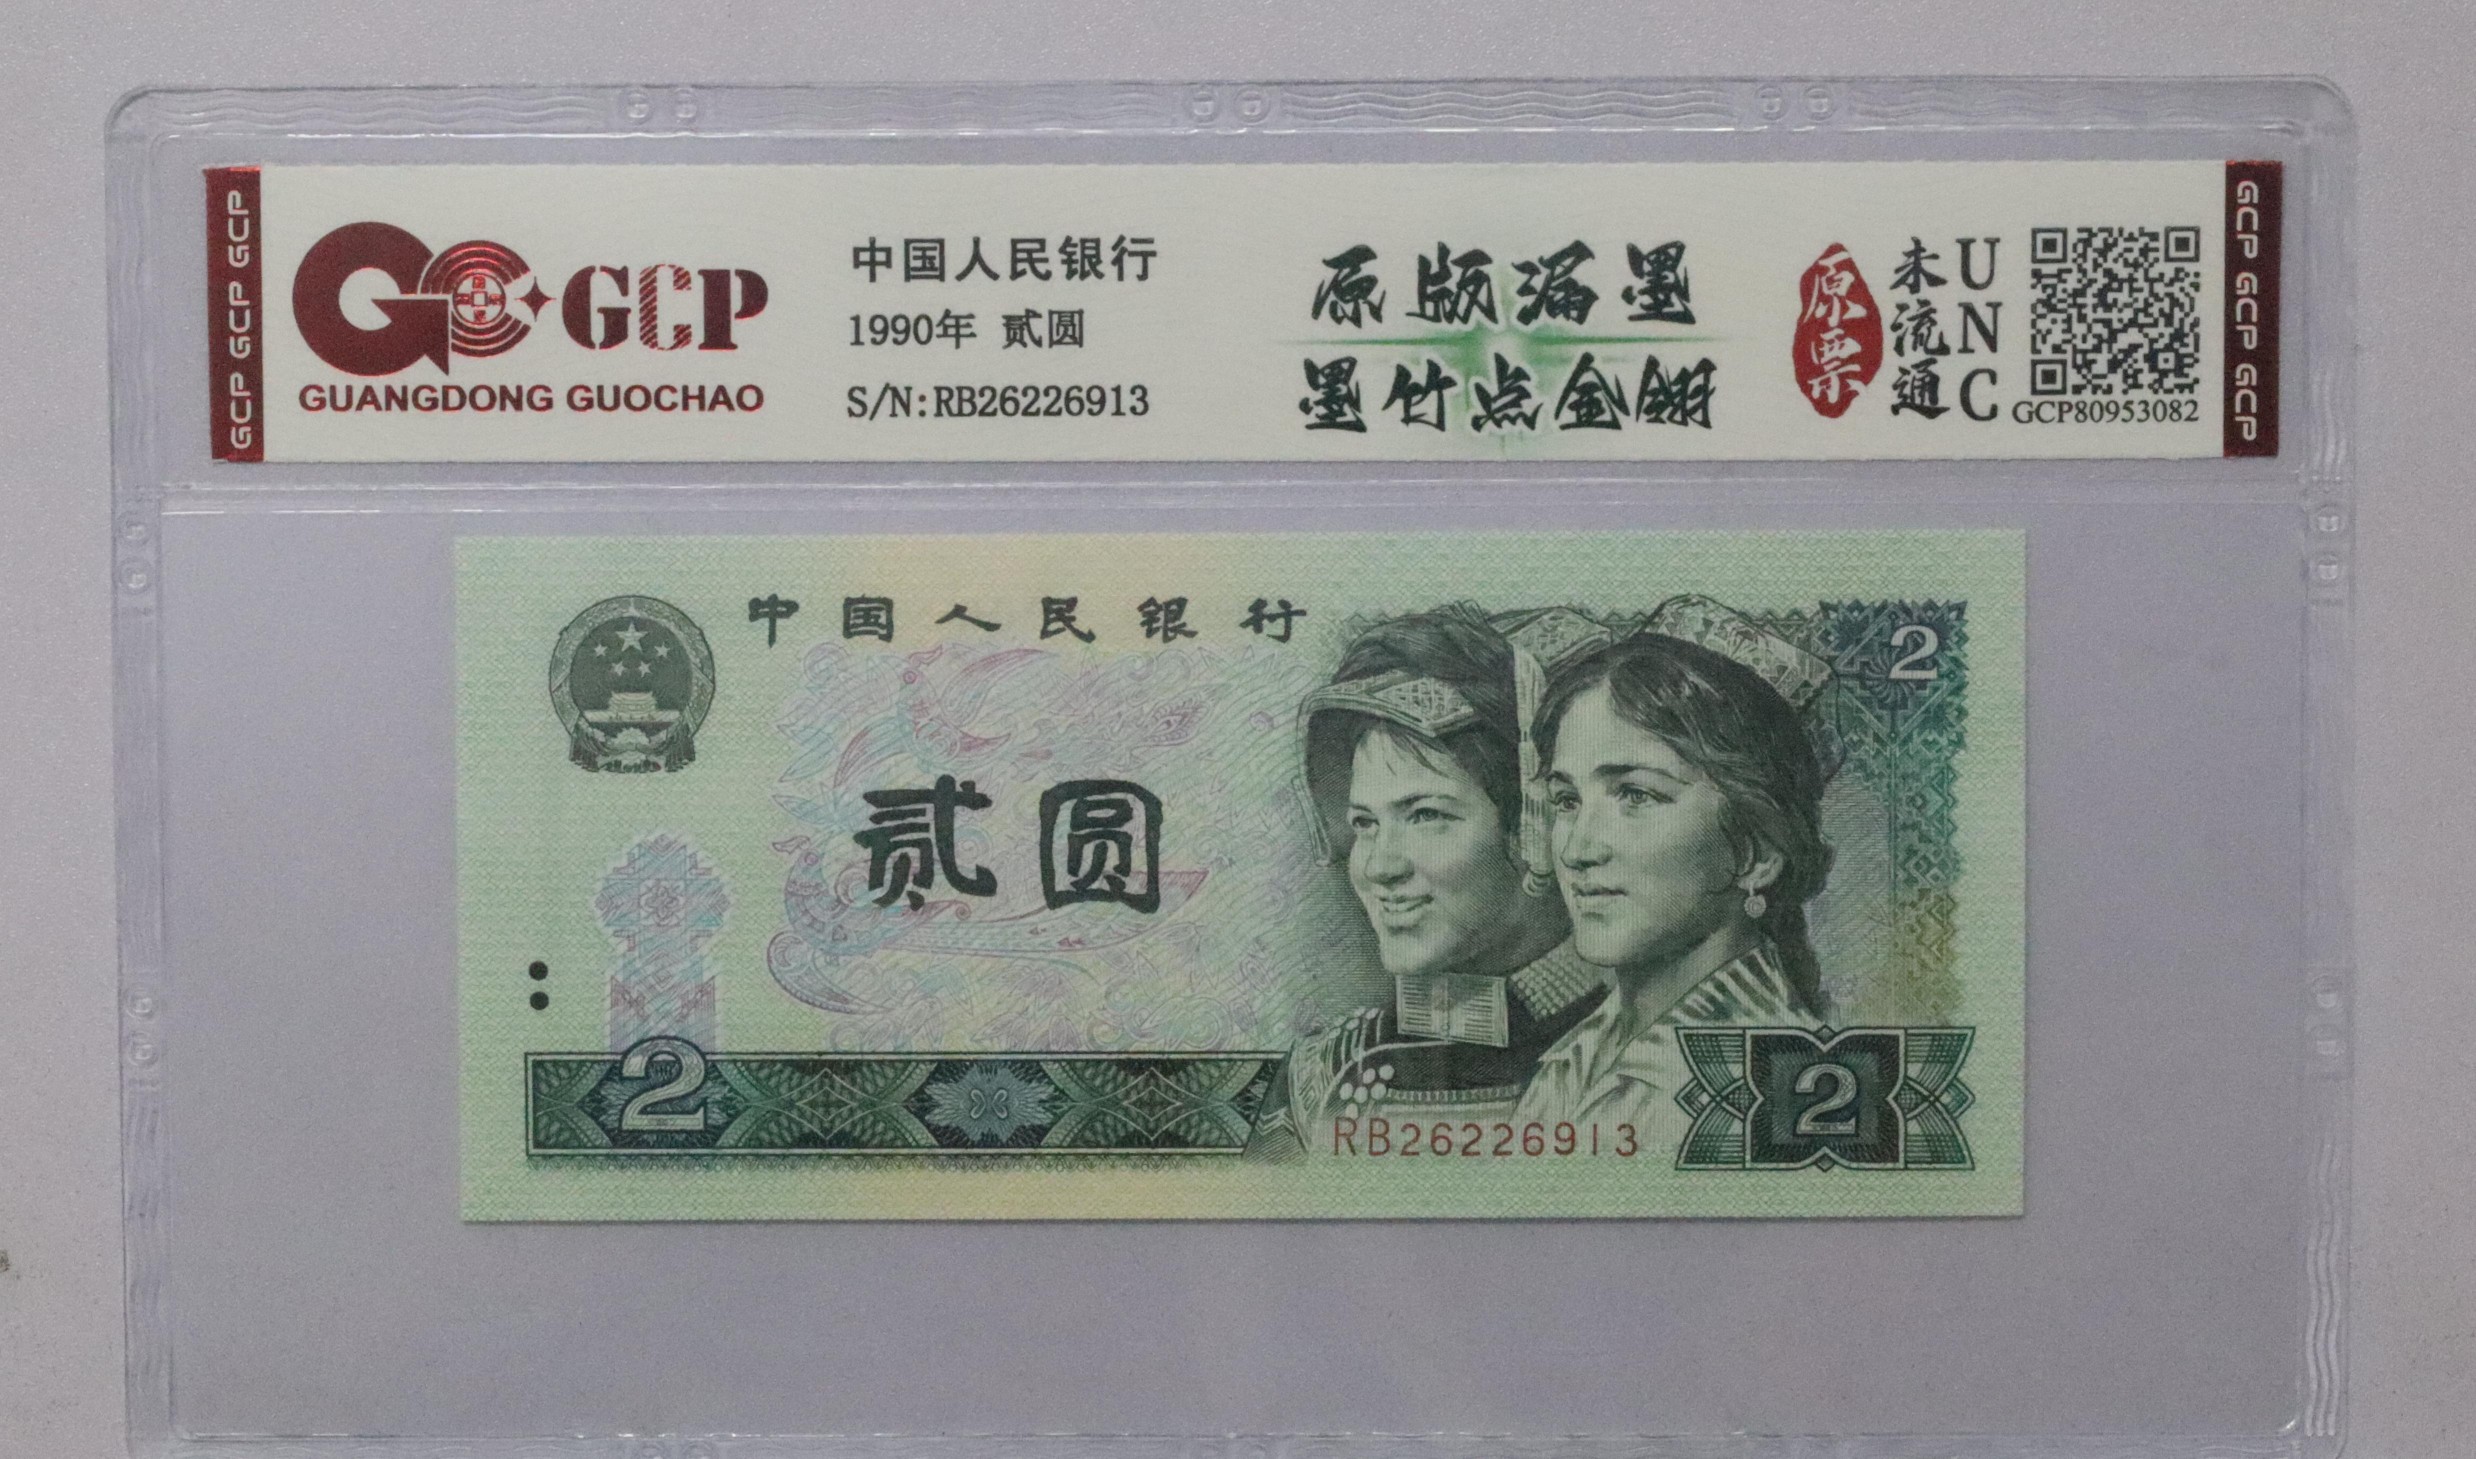 GCP GCP GCP
GCP
GUANGDONG GUOCHAO
中国人民银行
1990年 贰圆
S/N:RB26226913
原版漏墨
墨竹点金翎
原票
未流通
UNC
GCP80953082
GCP GCP GCP
中国人民银行
2
贰圆
2
RB26226913
2